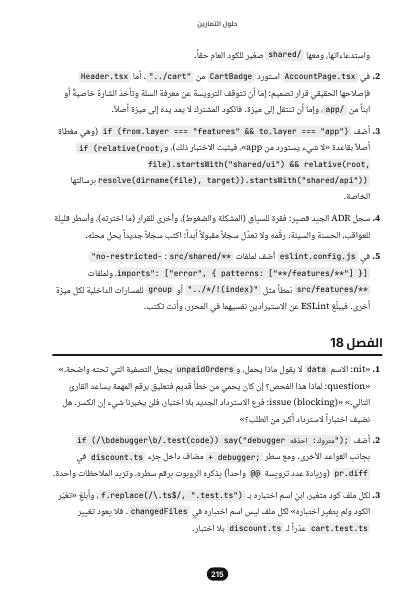 حلول التمارين
واستدعاءاتها، ومعها shared/ صغير للكود العام حقاً.
2. في AccountPage.tsx استورد CartBadge من "../cart". أما Header.tsx
فإصلاحها الحقيقي قرار تصميم: إما أن تتوقف الترويسة عن معرفة السلة وتأخذ الشارة خاصيةً أو
ابناً من app/، وإما أن تنتقل إلى ميزة. فالكود المشترك لا يمد يده إلى ميزة أصلاً.
3. أضف if (from.layer === "features" && to.layer === "app") (وهي مغطاة
أصلاً بقاعدة «لا شيء يستورد من app»، فيثبت الاختبار ذلك)، و if (relative(root,
file).startsWith("shared/ui") && relative(root,
resolve(dirname(file), target)).startsWith("shared/api")) برسالتها
الخاصة.
4. سجل ADR الجيد قصير: فقرة للسياق (المشكلة والضغوط)، وأخرى للقرار (ما اخترته)، وأسطر قليلة
للعواقب، الحسنة والسيئة. رقّمه ولا تعدّل سجلاً مقبولاً أبداً: اكتب سجلاً جديداً يحل محله.
5. في eslint.config.js أضف لملفات src/shared/** : "no-restricted-
imports": ["error", { patterns: ["**/features/**"] }]، ولملفات
src/features/** نمطاً مثل "../*/!(index)" أو group للمسارات الداخلية لكل ميزة
أخرى. فيبلّغ ESLint عن الاستيرادين نفسيهما في المحرر، وأنت تكتب.
الفصل 18
1. «nit: الاسم data لا يقول ماذا يحمل، و unpaidOrders يجعل التصفية التي تحته واضحة.»
«question: لماذا هذا الفحص؟ إن كان يحمي من خطأ قديم فتعليق برقم المهمة يساعد القارئ
التالي.» «issue (blocking): فرع الاسترداد الجديد بلا اختبار، فلن يخبرنا شيء إن انكسر. هل
نضيف اختباراً لاسترداد أكبر من الطلب؟»
2. أضف if (/\bdebugger\b/.test(code)) say("debugger متروك: احذفه");
بجانب القواعد الأخرى. ومع سطر + debugger; مضاف داخل جزء discount.ts في
pr.diff (وزيادة عدد ترويسة @@ واحداً) يذكره الروبوت برقم سطره، وتزيد الملاحظات واحدة.
3. لكل ملف كود متغير، ابنِ اسم اختباره بـ f.replace(/\.ts$/, ".test.ts")، وأبلغ «تغيّر
الكود ولم يتغير اختباره» لكل ملف ليس اسم اختباره في changedFiles. فلا يعود تغيير
cart.test.ts عذراً لـ discount.ts بلا اختبار.
215